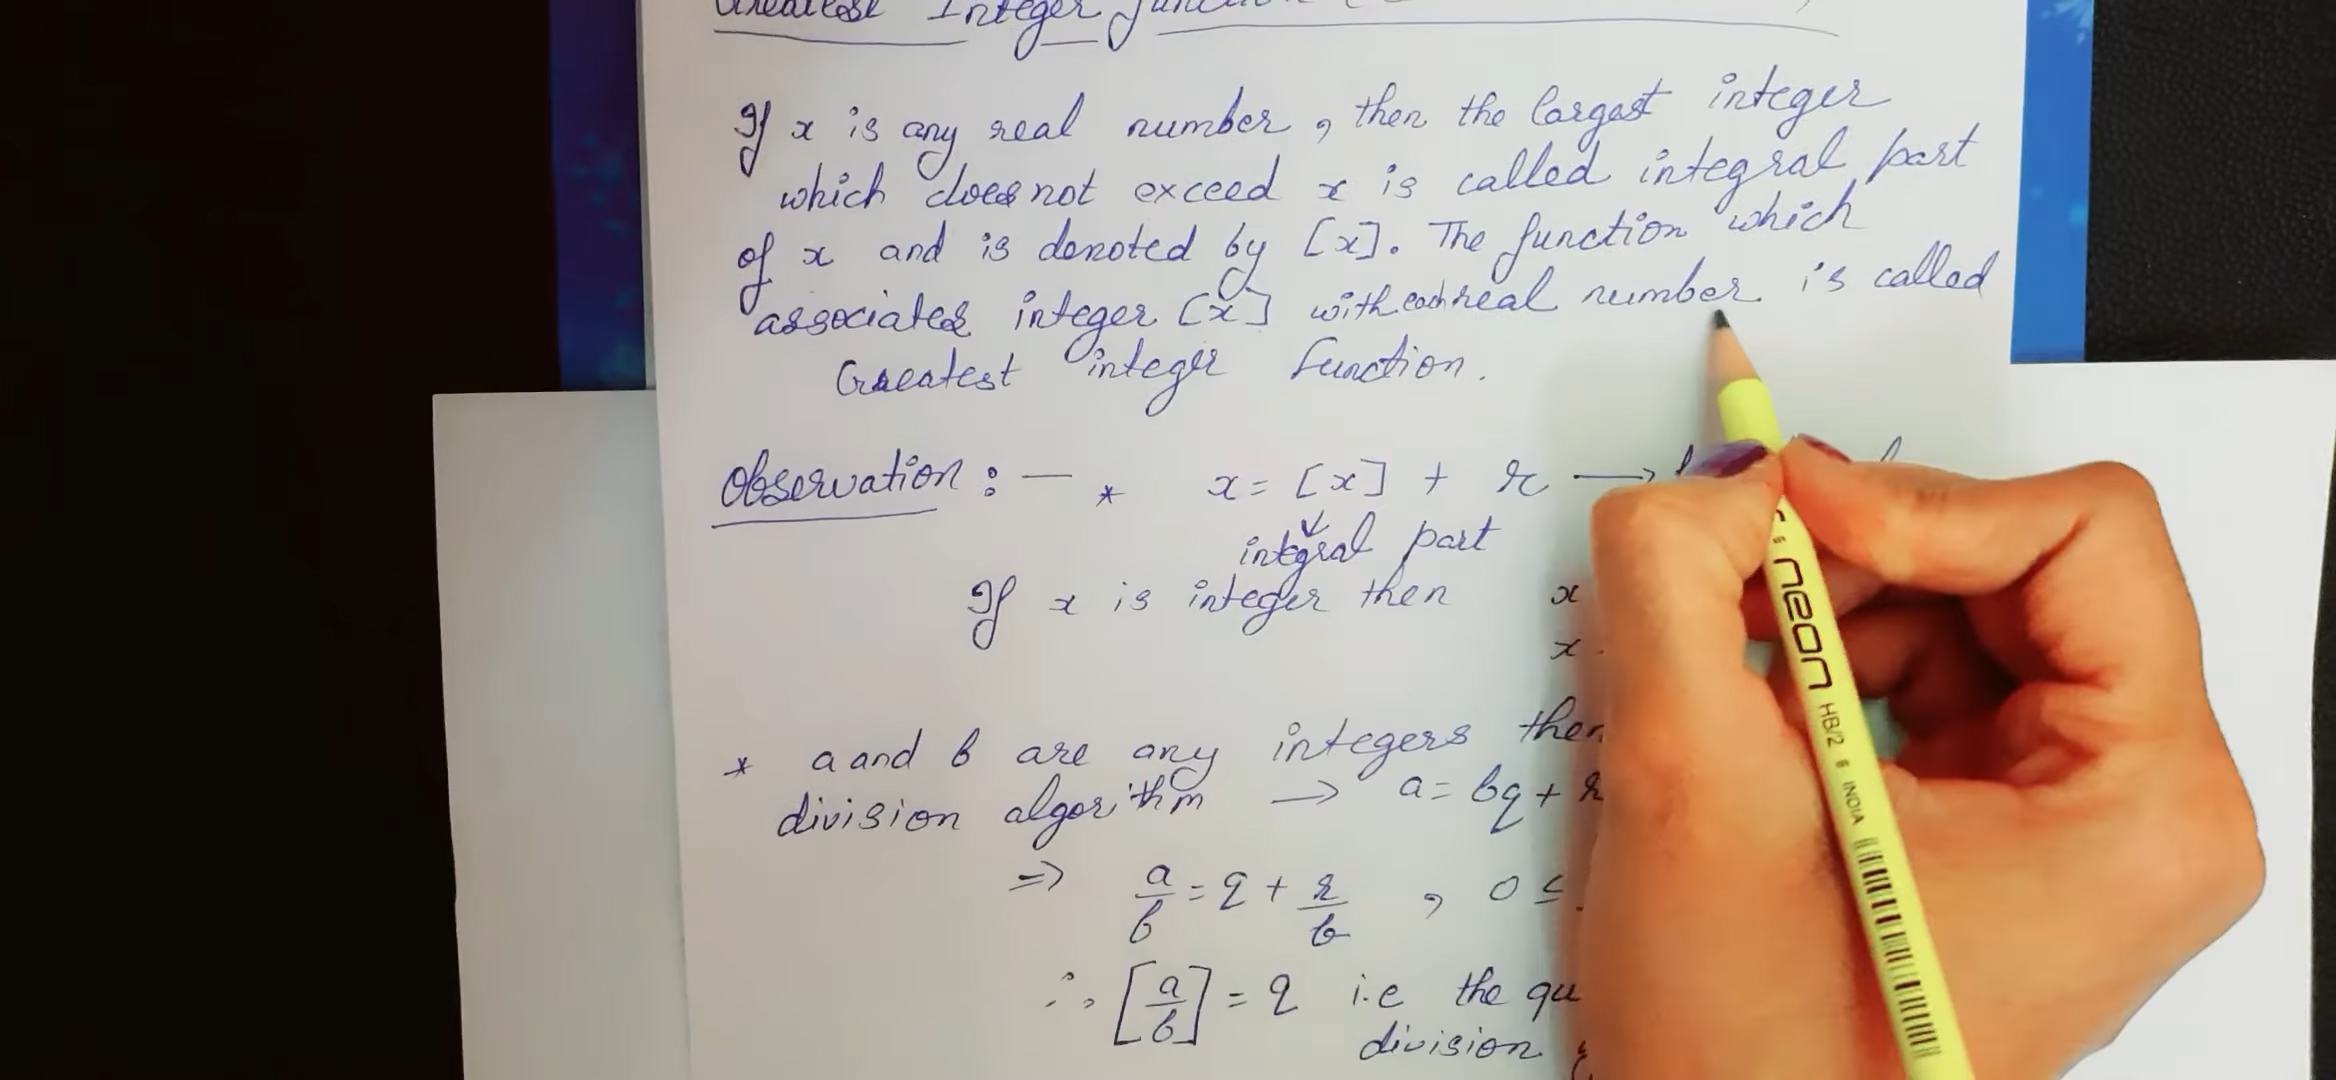 Greatest Integer function (
If x is any real number, then the largest integer
which does not exceed x is called integral part
of x and is denoted by [x]. The function which
associates integer [x] with each real number is called
Greatest integer function.
Observation : — * x = [x] + r →
integral part
If x is integer then x
x
* a and b are any integers then
division algorithm → a = bq + r
⇒ a/b = q + r/b , 0 ≤
∴ [a/b] = q i.e the qu
division
neon HB/2 INDIA